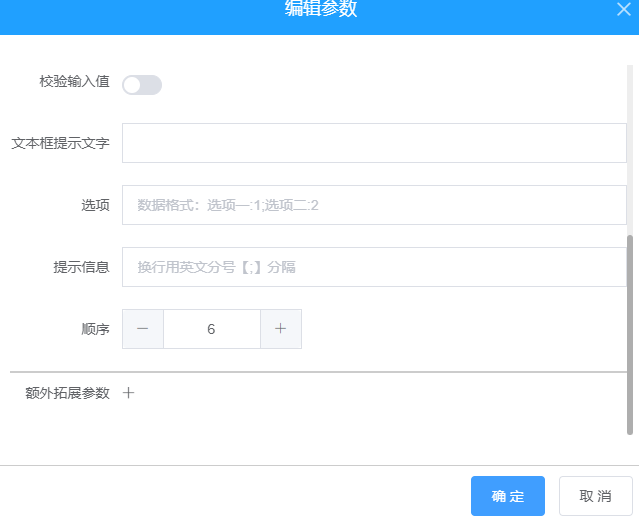 编辑参数
校验输入值
文本框提示文字
选项 数据格式：选项一:1;选项二:2
提示信息 换行用英文分号【;】分隔
顺序 6
额外拓展参数
确定 取消